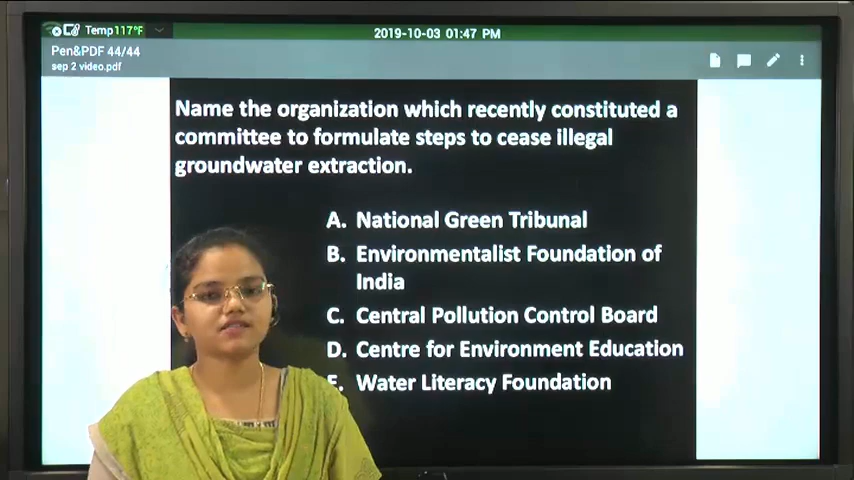 Temp117°F
2019-10-03 01:47 PM
Pen&PDF 44/44
sep 2 video.pdf
Name the organization which recently constituted a
committee to formulate steps to cease illegal
groundwater extraction.
A. National Green Tribunal
B. Environmentalist Foundation of
India
C. Central Pollution Control Board
D. Centre for Environment Education
E. Water Literacy Foundation